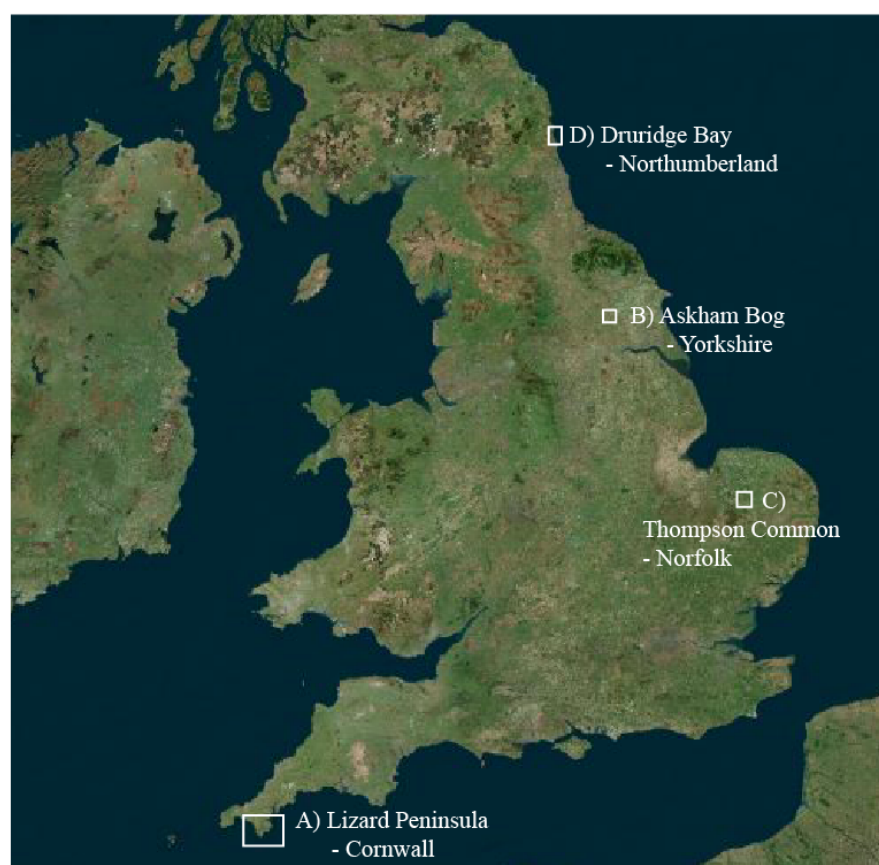 D) Druridge Bay
- Northumberland
B) Askham Bog
- Yorkshire
C)
Thompson Common
- Norfolk
A) Lizard Peninsula
- Cornwall